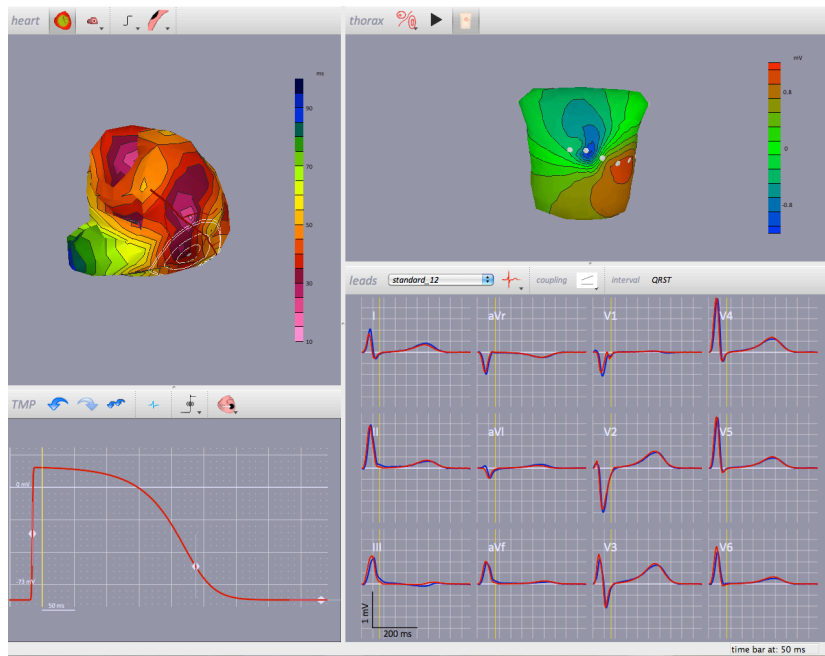 heart
thorax
ms
90
70
50
30
10
mV
0.8
0
-0.8
leads standard_12 coupling interval QRST
I aVr V1 V4
II aVl V2 V5
III aVf V3 V6
1 mV
200 ms
TMP
0 mV
-73 mV
50 ms
time bar at: 50 ms